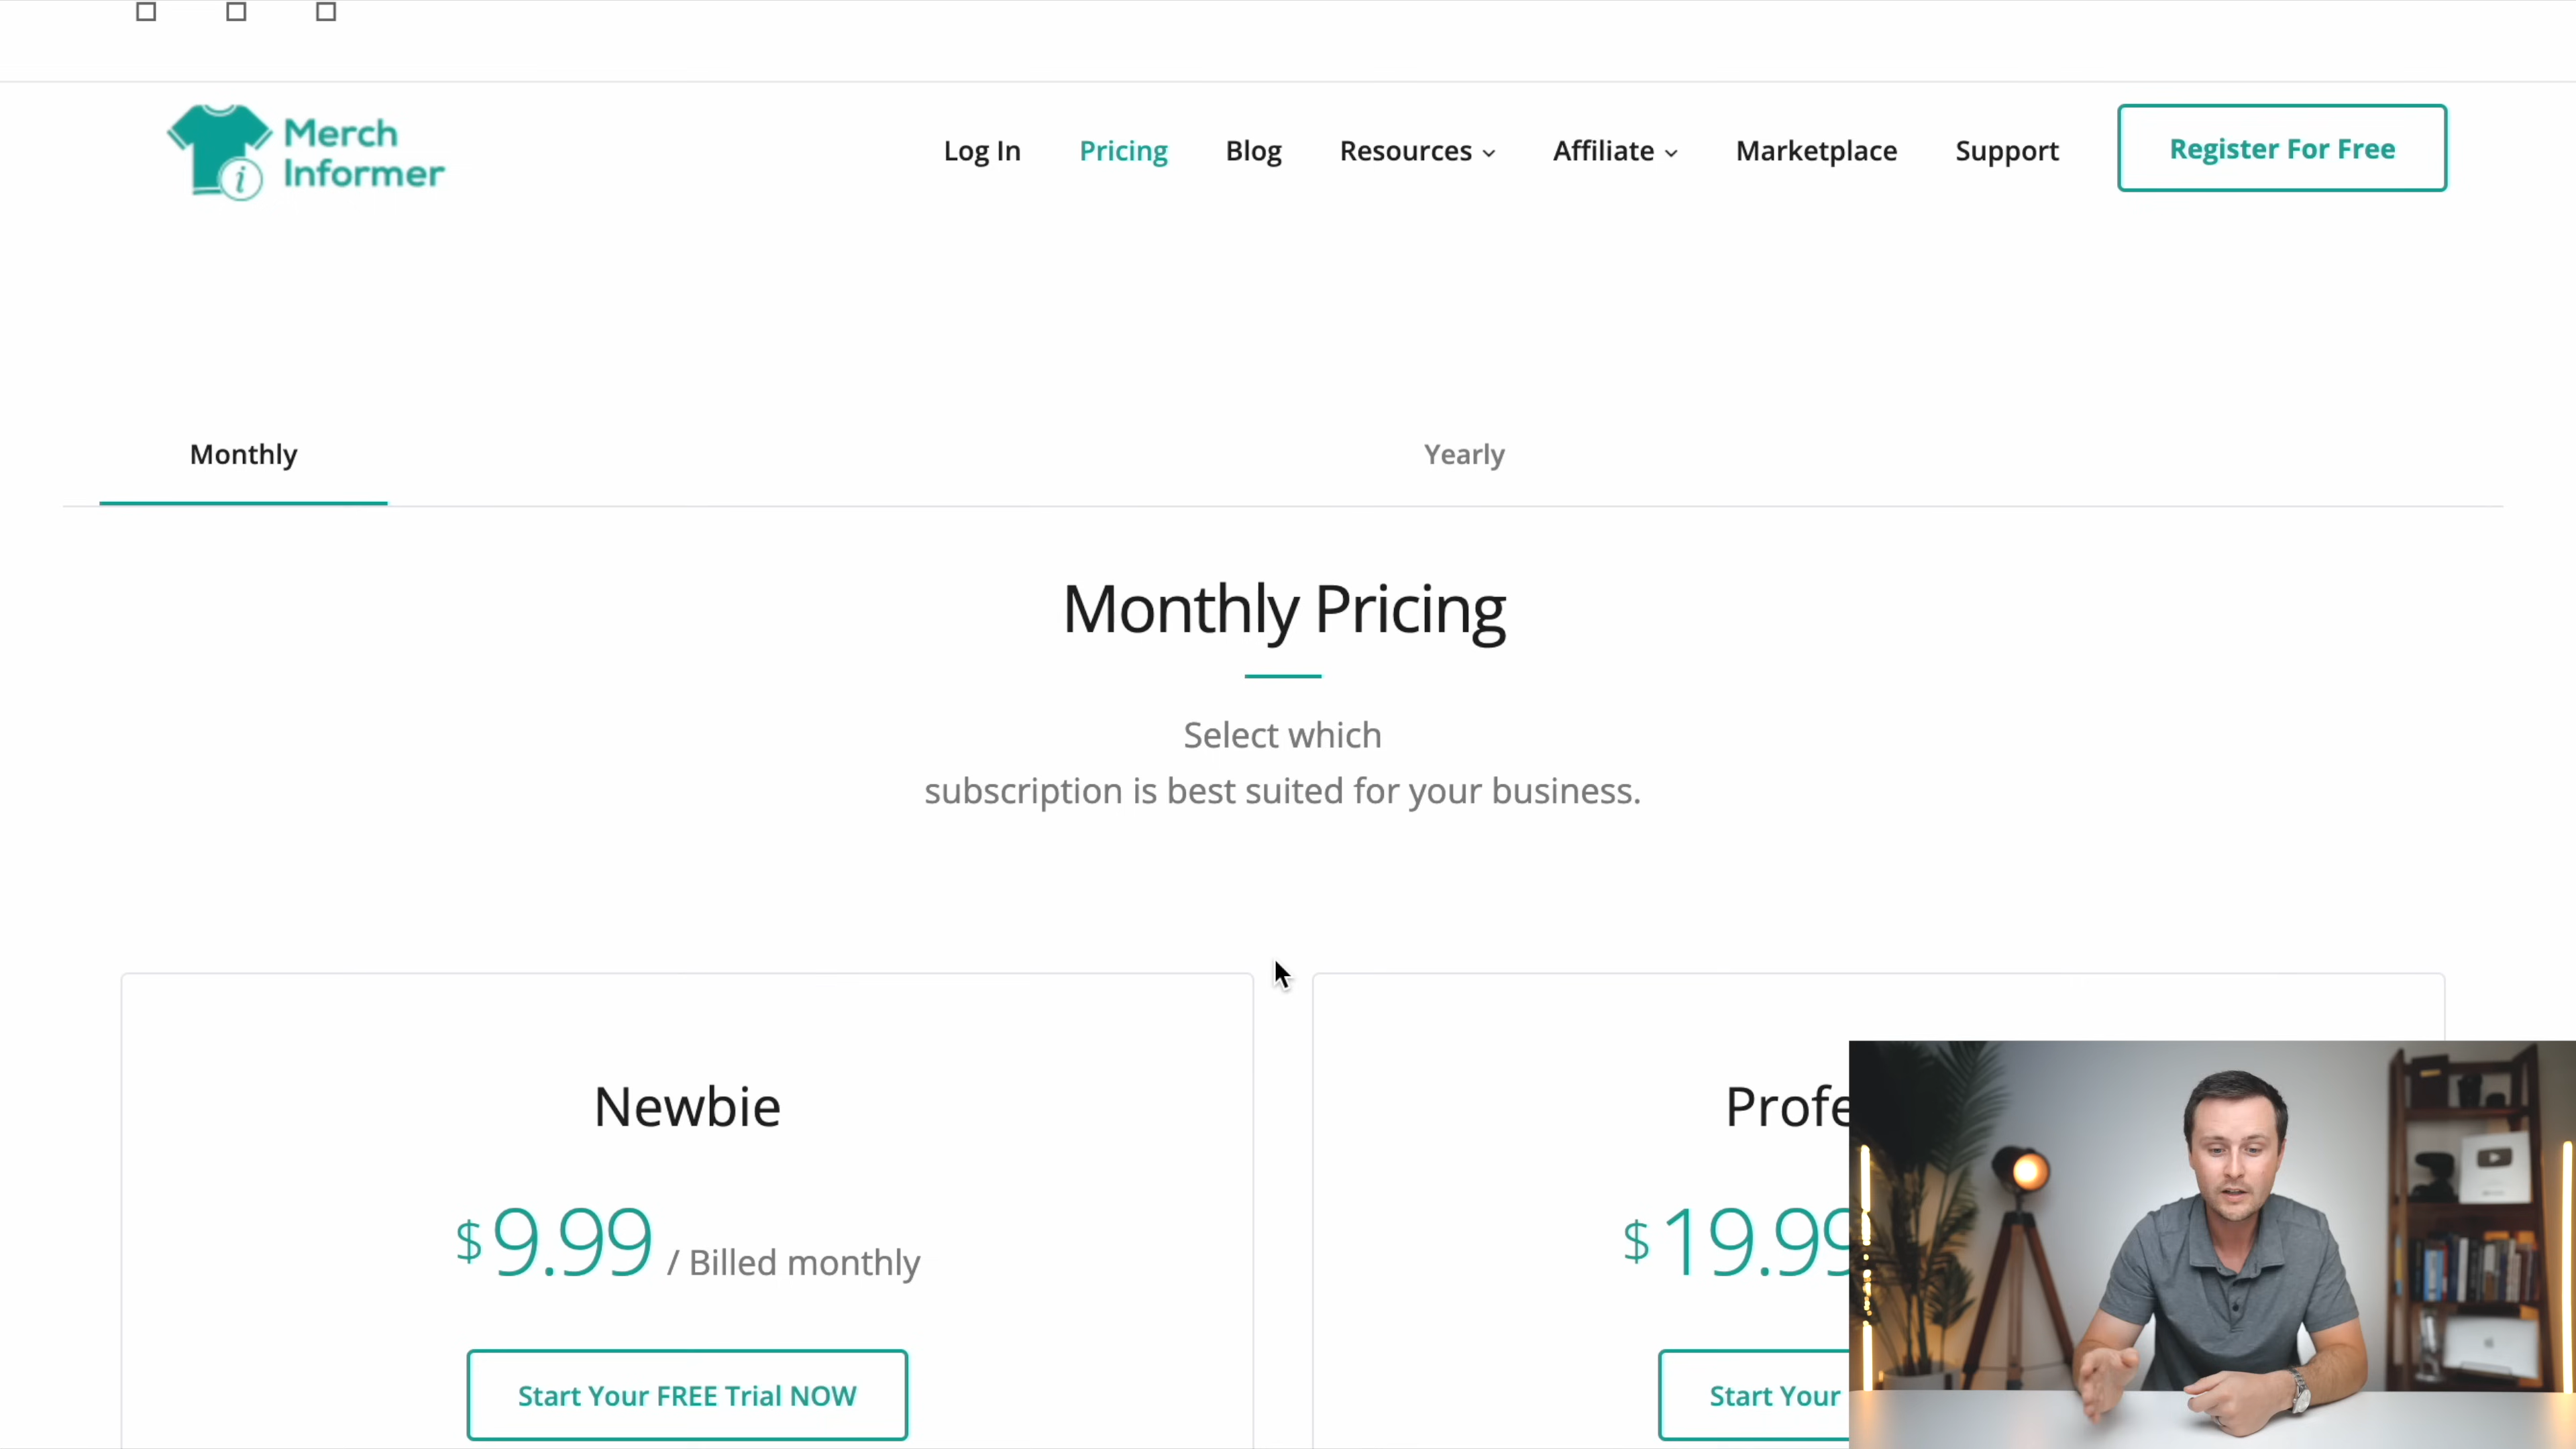 Merch
Informer
i
Log In
Pricing
Blog
Resources
Affiliate
Marketplace
Support
Register For Free
Monthly
Yearly
Monthly Pricing
Select which
subscription is best suited for your business.
Newbie
$9.99 / Billed monthly
Start Your FREE Trial NOW
Profe
$19.99
Start Your